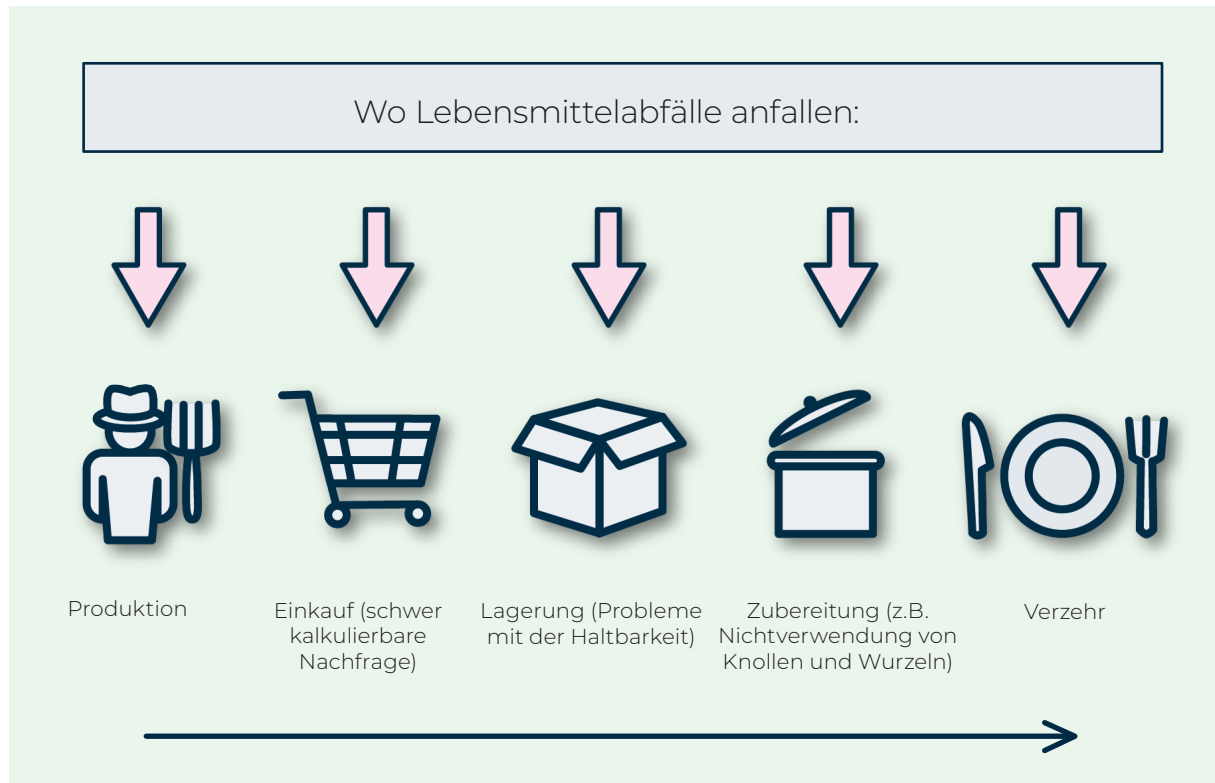 Wo Lebensmittelabfälle anfallen:
Produktion
Einkauf (schwer
kalkulierbare
Nachfrage)
Lagerung (Probleme
mit der Haltbarkeit)
Zubereitung (z.B.
Nichtverwendung von
Knollen und Wurzeln)
Verzehr